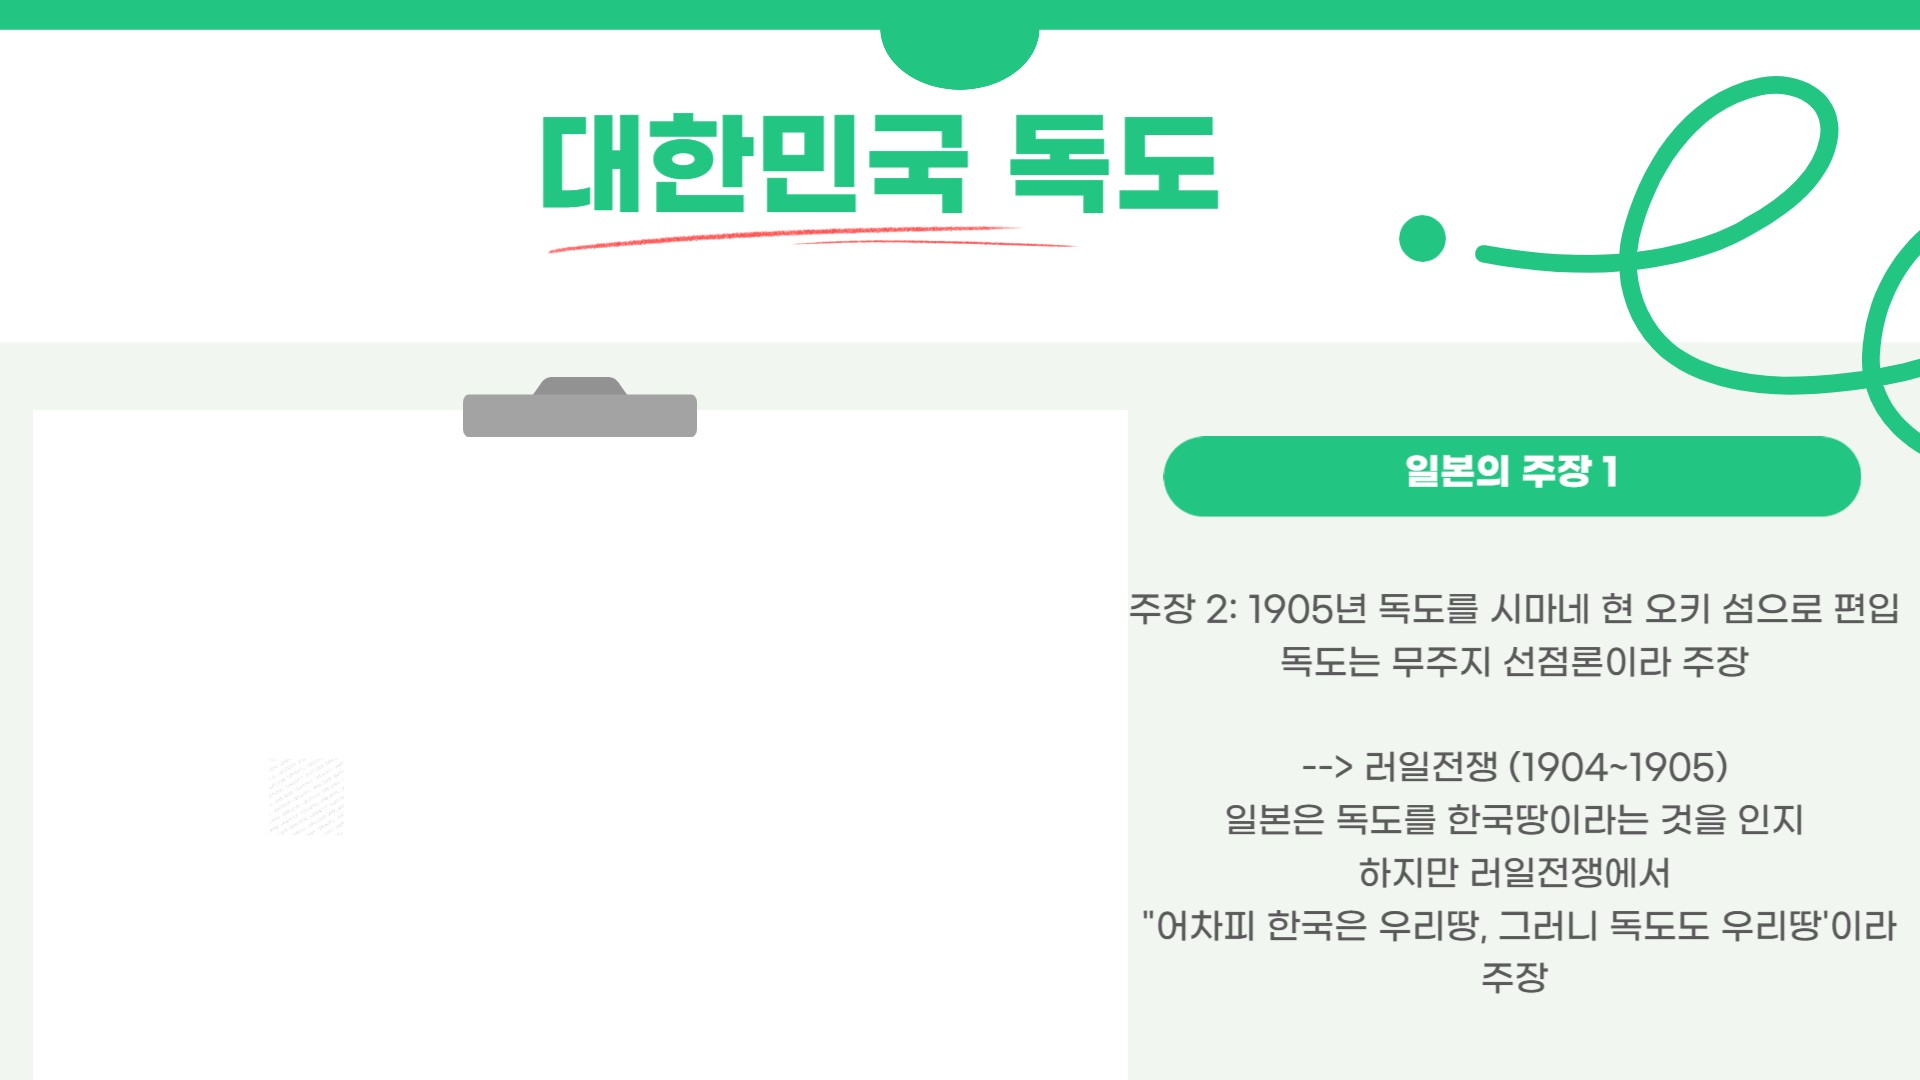 대한민국 독도
일본의 주장 1
주장 2: 1905년 독도를 시마네 현 오키 섬으로 편입
독도는 무주지 선점론이라 주장
--> 러일전쟁 (1904~1905)
일본은 독도를 한국땅이라는 것을 인지
하지만 러일전쟁에서
"어차피 한국은 우리땅, 그러니 독도도 우리땅'이라
주장